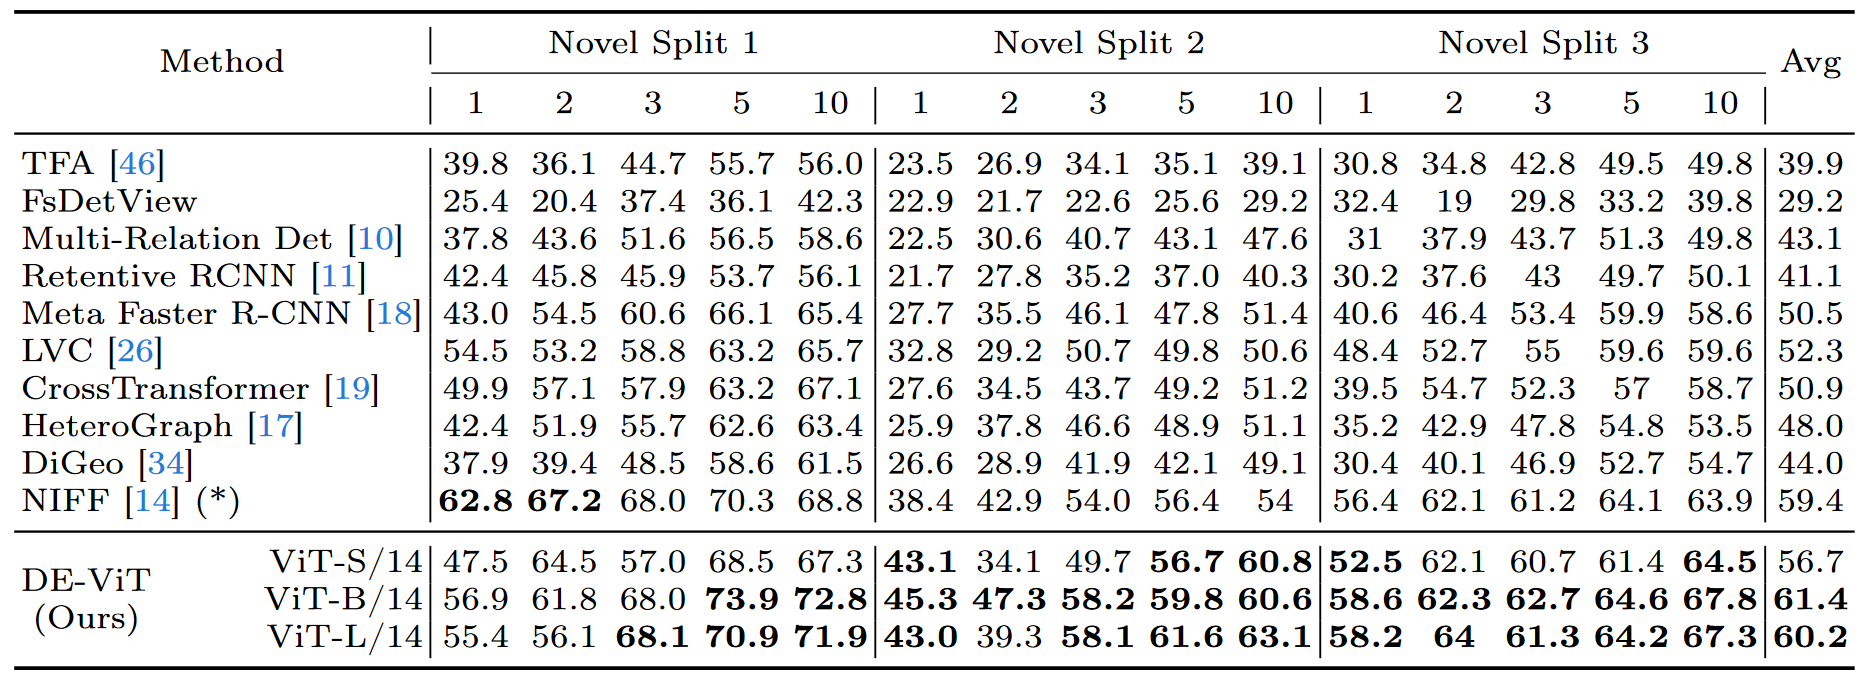 Method Novel Split 1 Novel Split 2 Novel Split 3 Avg
1 2 3 5 10 1 2 3 5 10 1 2 3 5 10
TFA [46] 39.8 36.1 44.7 55.7 56.0 23.5 26.9 34.1 35.1 39.1 30.8 34.8 42.8 49.5 49.8 39.9
FsDetView 25.4 20.4 37.4 36.1 42.3 22.9 21.7 22.6 25.6 29.2 32.4 19 29.8 33.2 39.8 29.2
Multi-Relation Det [10] 37.8 43.6 51.6 56.5 58.6 22.5 30.6 40.7 43.1 47.6 31 37.9 43.7 51.3 49.8 43.1
Retentive RCNN [11] 42.4 45.8 45.9 53.7 56.1 21.7 27.8 35.2 37.0 40.3 30.2 37.6 43 49.7 50.1 41.1
Meta Faster R-CNN [18] 43.0 54.5 60.6 66.1 65.4 27.7 35.5 46.1 47.8 51.4 40.6 46.4 53.4 59.9 58.6 50.5
LVC [26] 54.5 53.2 58.8 63.2 65.7 32.8 29.2 50.7 49.8 50.6 48.4 52.7 55 59.6 59.6 52.3
CrossTransformer [19] 49.9 57.1 57.9 63.2 67.1 27.6 34.5 43.7 49.2 51.2 39.5 54.7 52.3 57 58.7 50.9
HeteroGraph [17] 42.4 51.9 55.7 62.6 63.4 25.9 37.8 46.6 48.9 51.1 35.2 42.9 47.8 54.8 53.5 48.0
DiGeo [34] 37.9 39.4 48.5 58.6 61.5 26.6 28.9 41.9 42.1 49.1 30.4 40.1 46.9 52.7 54.7 44.0
NIFF [14] (*) 62.8 67.2 68.0 70.3 68.8 38.4 42.9 54.0 56.4 54 56.4 62.1 61.2 64.1 63.9 59.4
ViT-S/14 47.5 64.5 57.0 68.5 67.3 43.1 34.1 49.7 56.7 60.8 52.5 62.1 60.7 61.4 64.5 56.7
DE-ViT
ViT-B/14 56.9 61.8 68.0 73.9 72.8 45.3 47.3 58.2 59.8 60.6 58.6 62.3 62.7 64.6 67.8 61.4
(Ours)
ViT-L/14 55.4 56.1 68.1 70.9 71.9 43.0 39.3 58.1 61.6 63.1 58.2 64 61.3 64.2 67.3 60.2